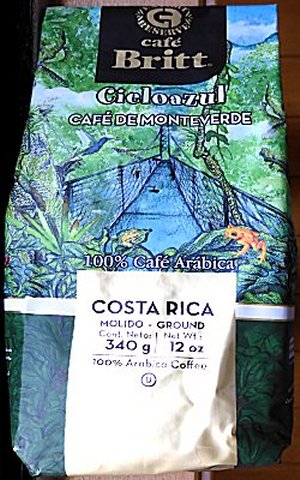 RESERVE
café
Britt
Cieloazul
CAFÉ DE MONTEVERDE
100% Café Arábica
COSTA RICA
MOLIDO - GROUND
Cont. Neto: Net Wt:
340 g 12 oz
100% Arabica Coffee
U